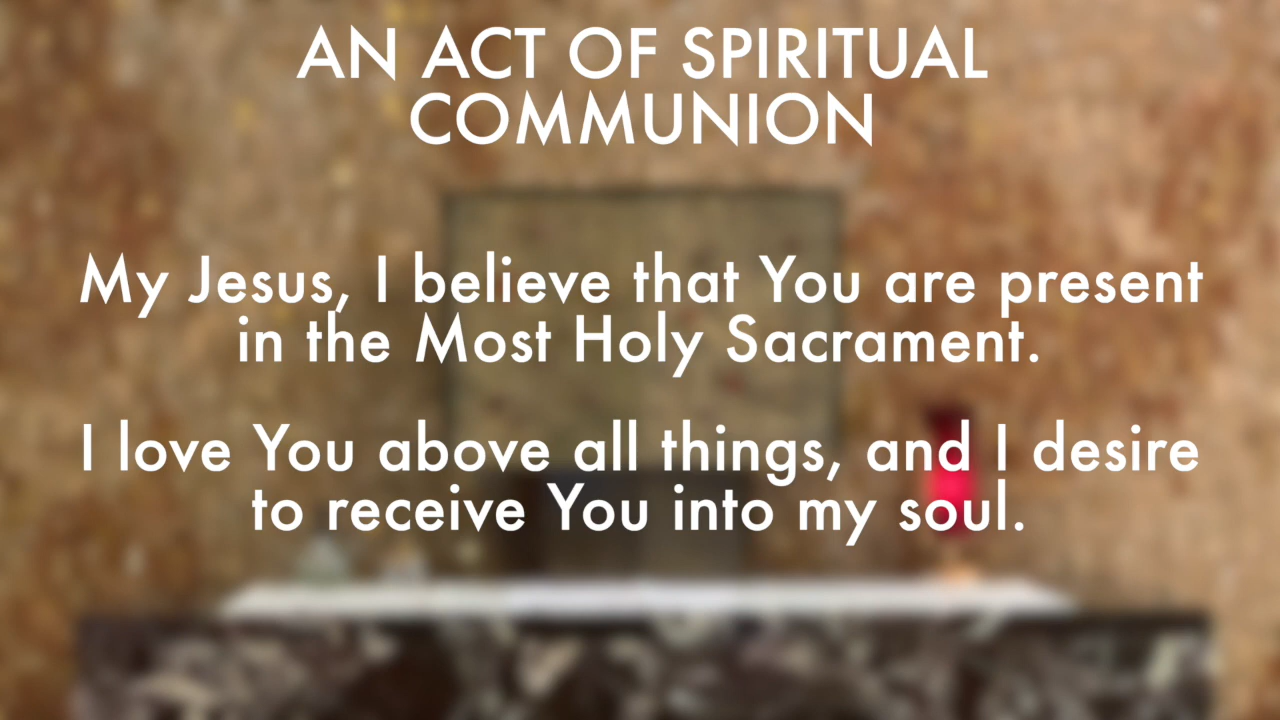 AN ACT OF SPIRITUAL
COMMUNION
My Jesus, I believe that You are present
in the Most Holy Sacrament.
I love You above all things, and I desire
to receive You into my soul.